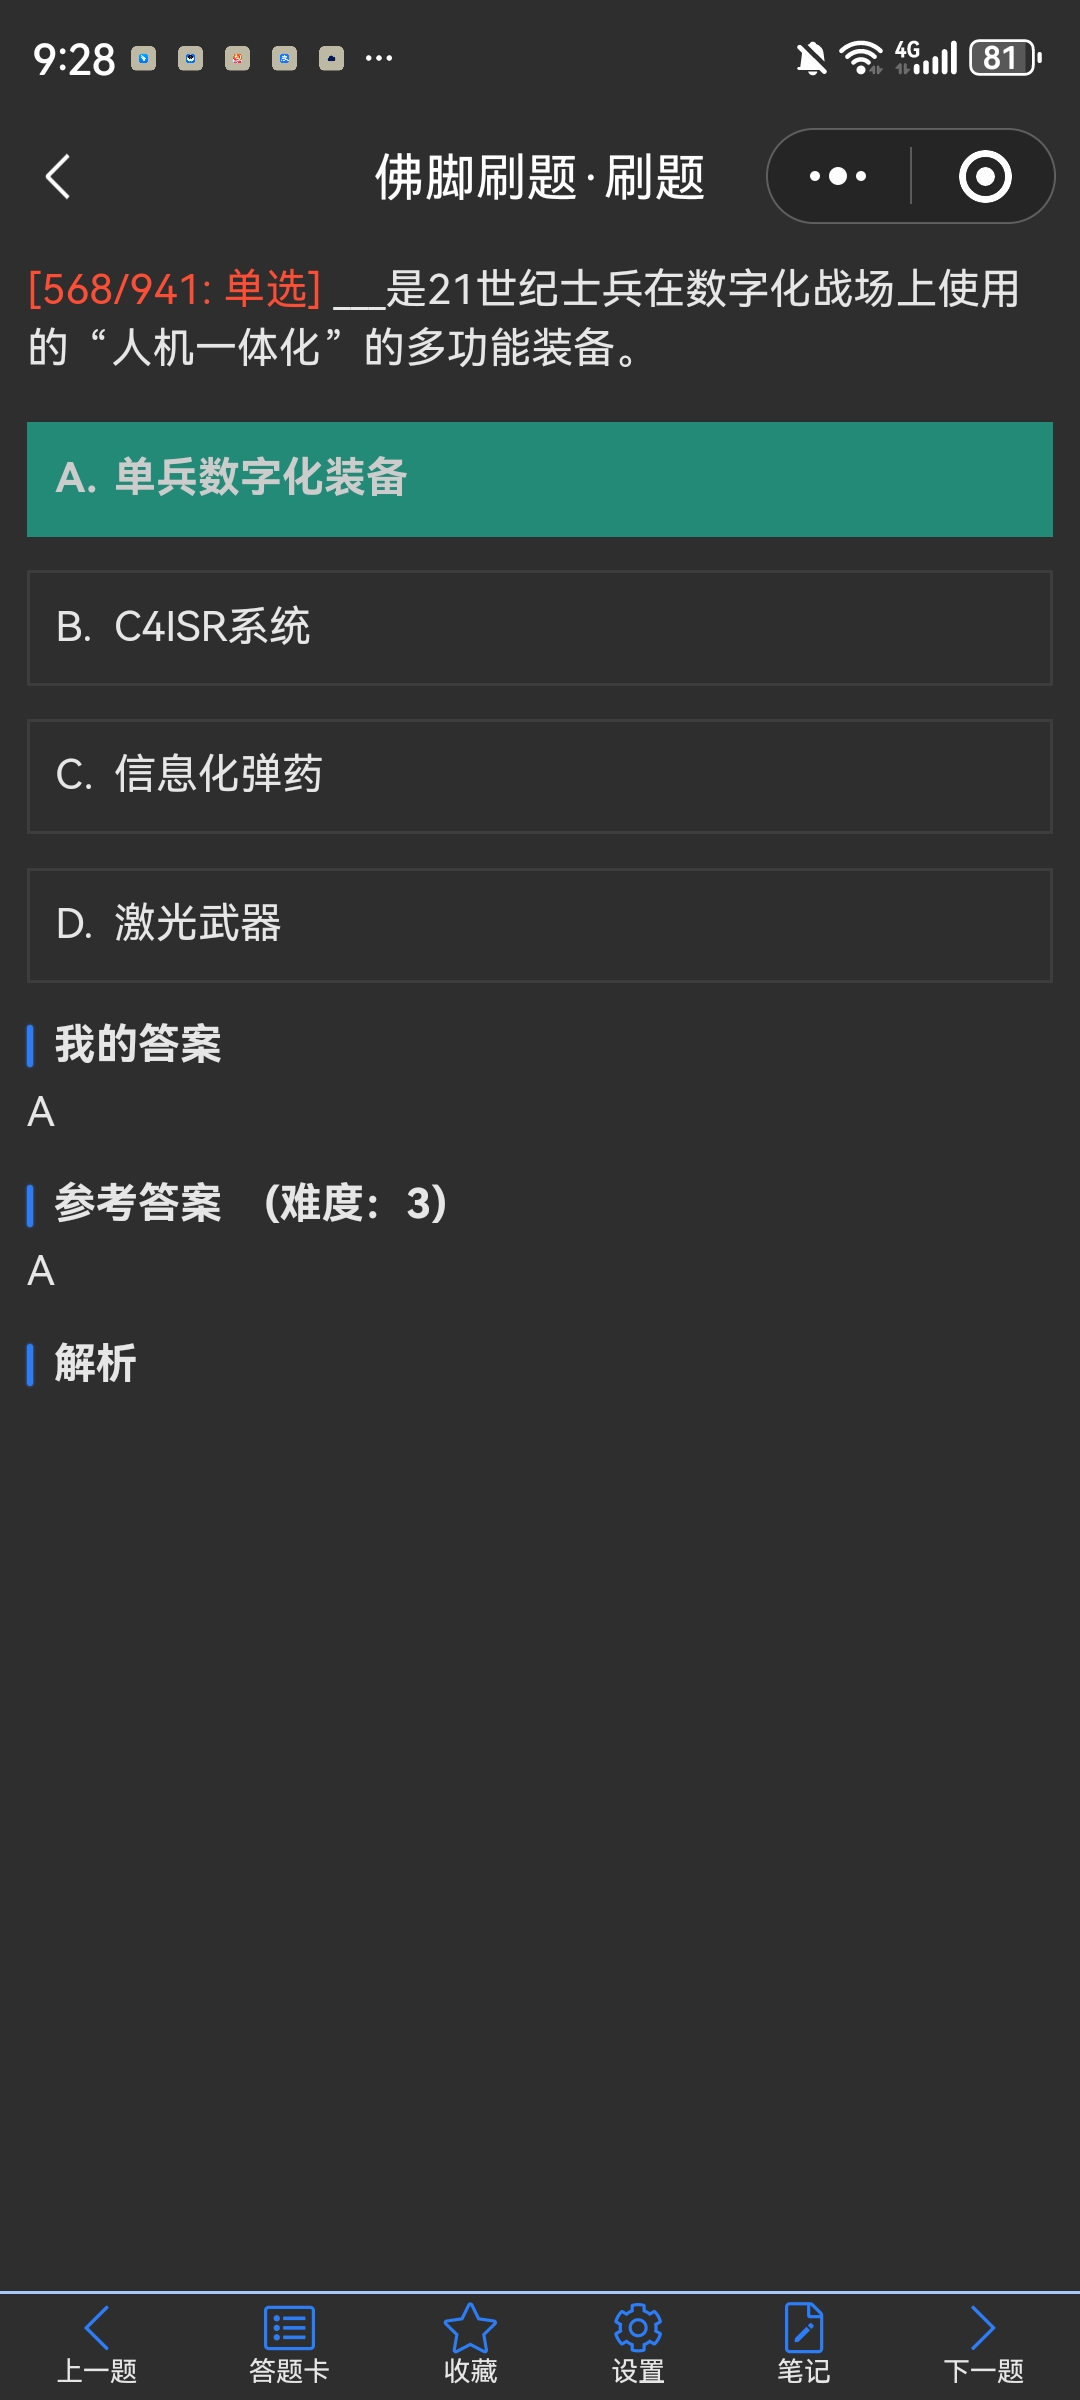 9:28
4G
81
佛脚刷题·刷题
[568/941: 单选] ___是21世纪士兵在数字化战场上使用
的“人机一体化”的多功能装备。
A. 单兵数字化装备
B. C4ISR系统
C. 信息化弹药
D. 激光武器
我的答案
A
参考答案 (难度：3)
A
解析
上一题 答题卡 收藏 设置 笔记 下一题